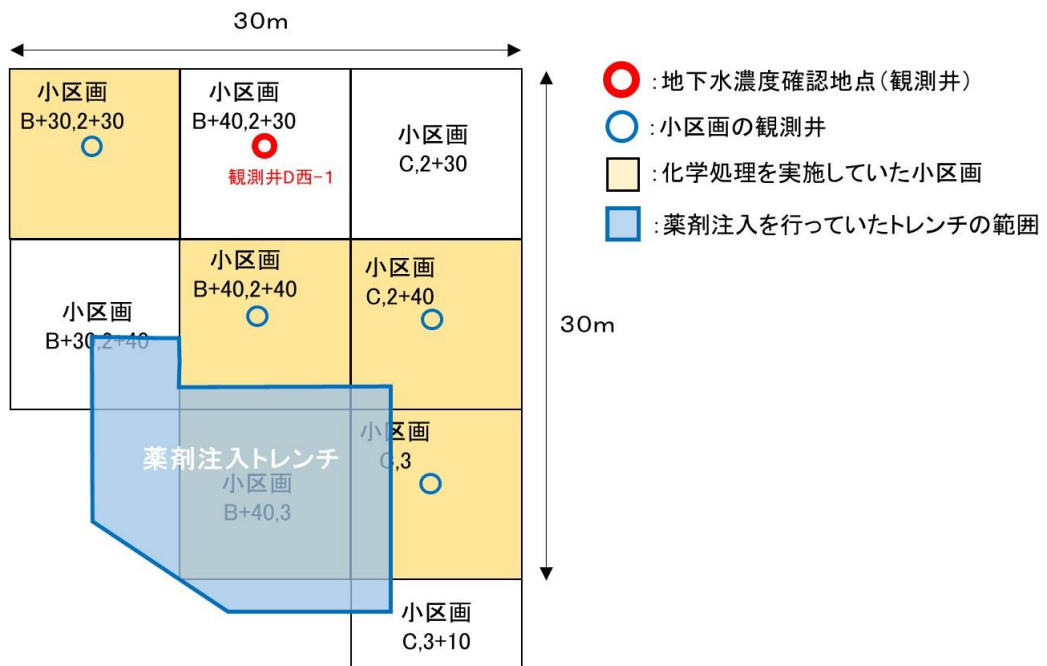 30m
小区画
B+30,2+30
小区画
B+40,2+30
観測井D西-1
小区画
C,2+30
小区画
B+30,2+40
小区画
B+40,2+40
小区画
C,2+40
30m
薬剤注入トレンチ
小区画
B+40,3
小区画
C,3
小区画
C,3+10
:地下水濃度確認地点(観測井)
:小区画の観測井
:化学処理を実施していた小区画
:薬剤注入を行っていたトレンチの範囲